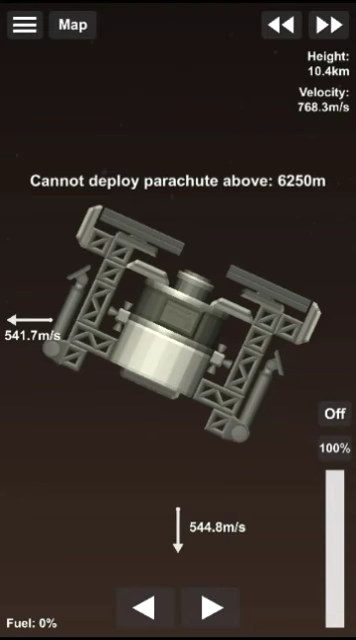 Map
Height:
10.4km
Velocity:
768.3m/s
Cannot deploy parachute above: 6250m
541.7m/s
Off
100%
544.8m/s
Fuel: 0%